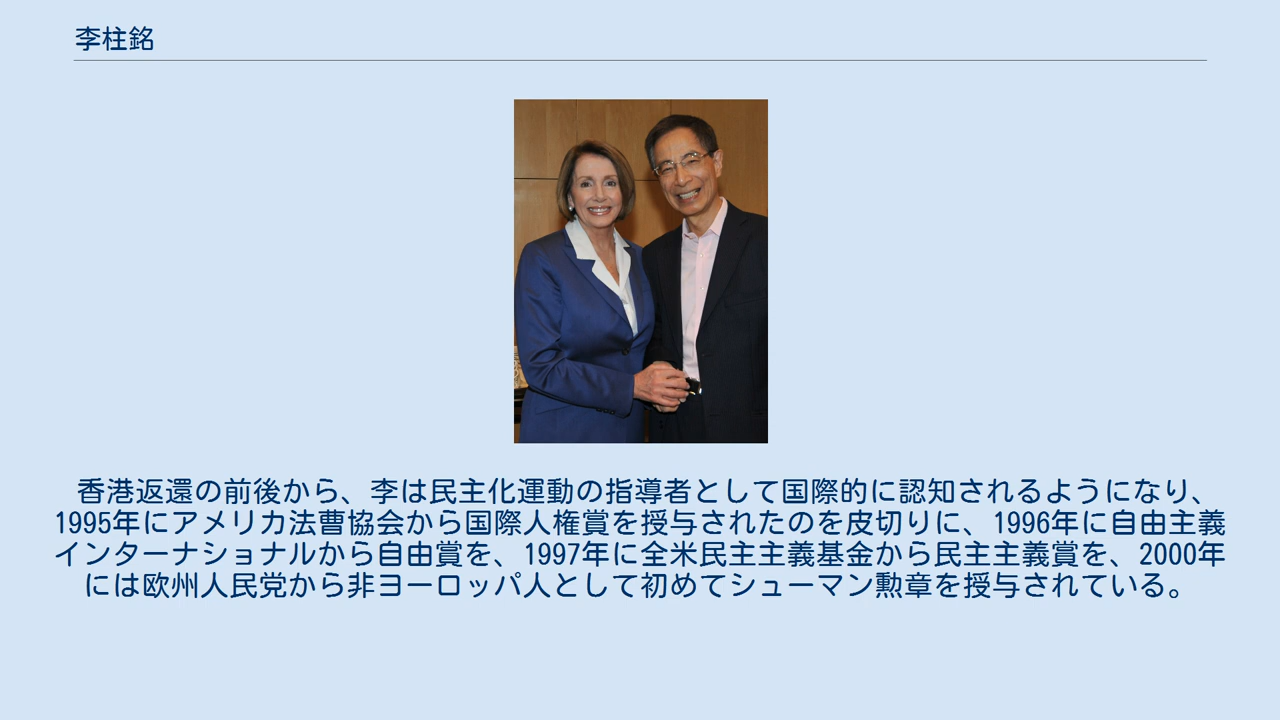 李柱銘
香港返還の前後から、李は民主化運動の指導者として国際的に認知されるようになり、
1995年にアメリカ法曹協会から国際人権賞を授与されたのを皮切りに、1996年に自由主義
インターナショナルから自由賞を、1997年に全米民主主義基金から民主主義賞を、2000年
には欧州人民党から非ヨーロッパ人として初めてシューマン勲章を授与されている。